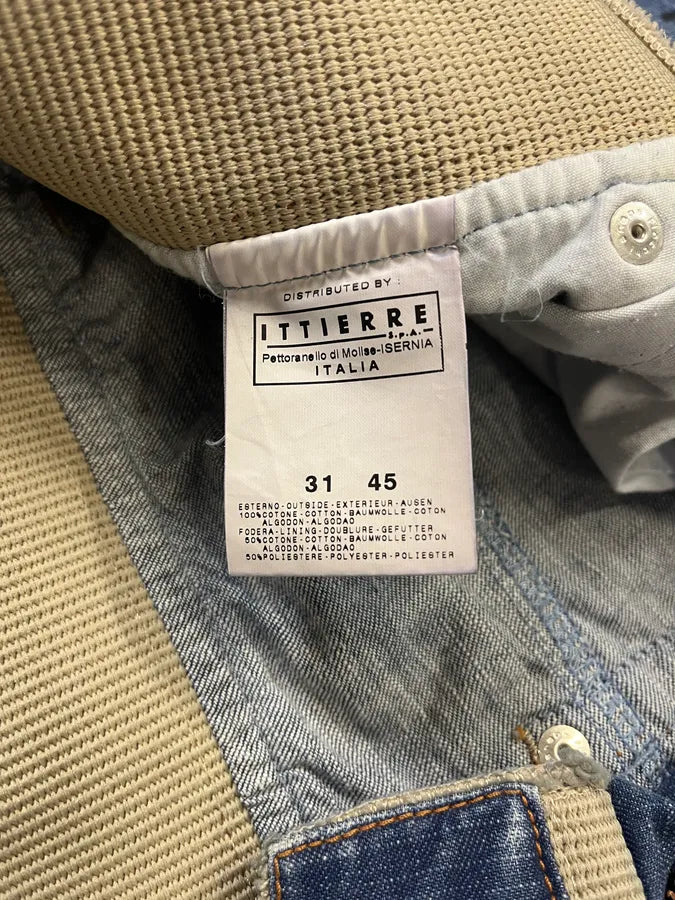 DISTRIBUTED BY :
ITTIERRE
S.p.A.
Pettoranello di Molise-ISERNIA
ITALIA
31 45
ESTERNO-OUTSIDE-EXTERIEUR-AUSEN
100%COTONE-COTTON-BAUMWOLLE-COTON
ALGODON-ALGODAO
FODERA-LINING-DOUBLURE-GEFUTTER
50%COTONE-COTTON-BAUMWOLLE-COTON
ALGODON-ALGODAO
50%POLIESTERE-POLYESTER-POLIESTER